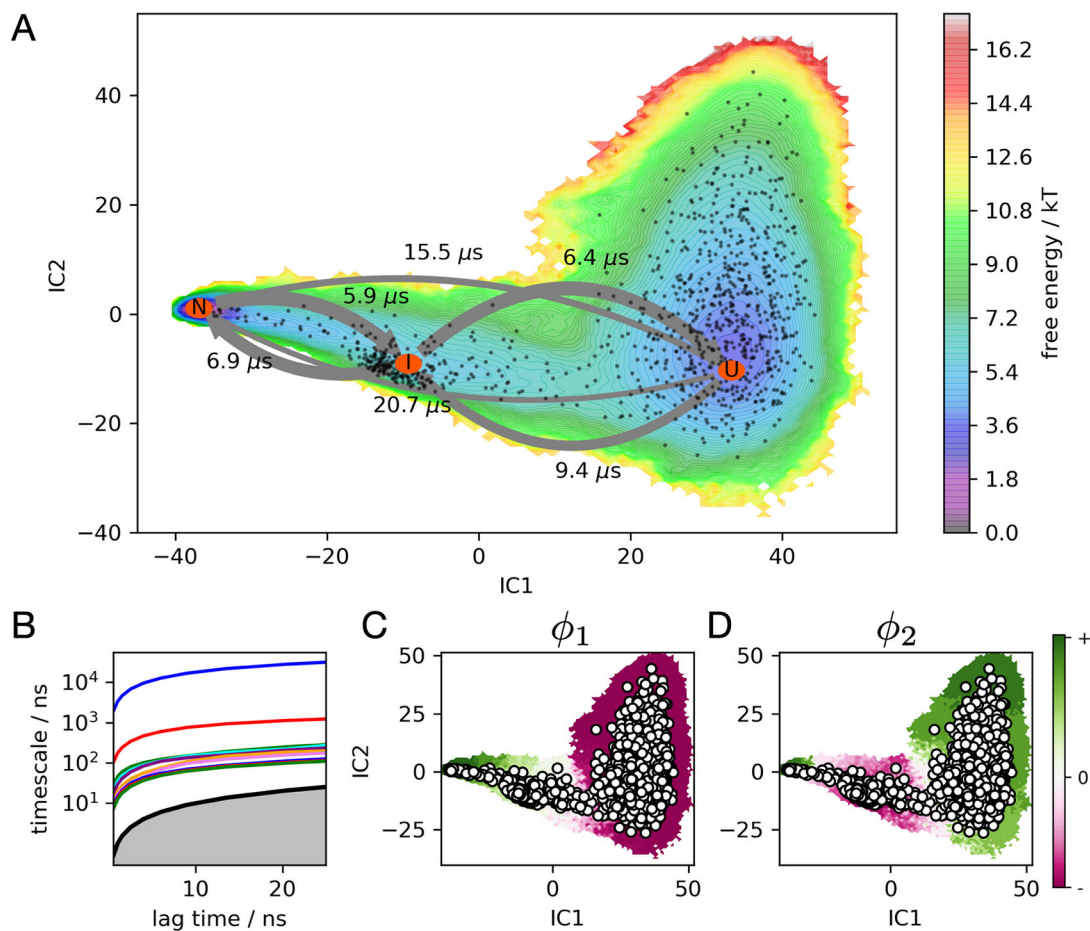 A
IC2
40
20
0
−20
−40
−40
−20
0
20
40
IC1
N
I
U
15.5 μs
6.4 μs
5.9 μs
6.9 μs
20.7 μs
9.4 μs
16.2
14.4
12.6
10.8
9.0
7.2
5.4
3.6
1.8
0.0
free energy / kT
B
timescale / ns
10⁴
10³
10²
10¹
10
20
lag time / ns
C
ϕ₁
IC2
50
25
0
−25
0
50
IC1
D
ϕ₂
50
25
0
−25
0
50
IC1
+
0
-